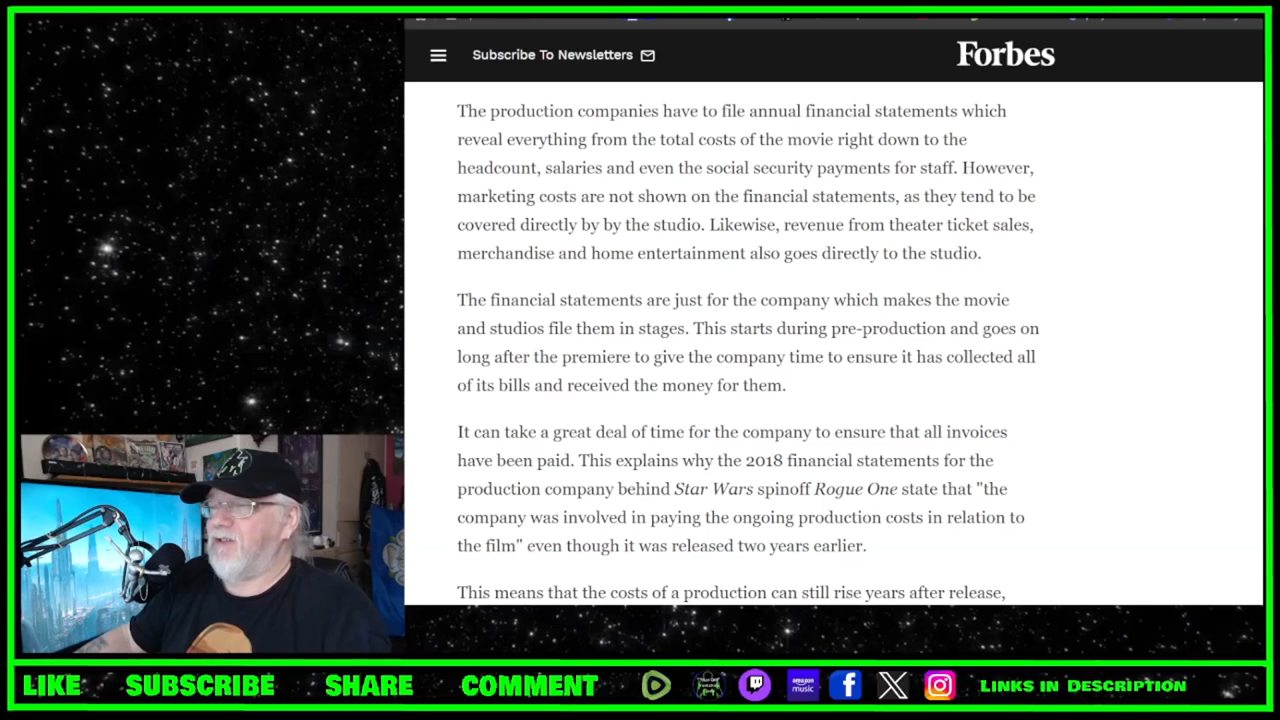 Subscribe To Newsletters
Forbes
The production companies have to file annual financial statements which
reveal everything from the total costs of the movie right down to the
headcount, salaries and even the social security payments for staff. However,
marketing costs are not shown on the financial statements, as they tend to be
covered directly by by the studio. Likewise, revenue from theater ticket sales,
merchandise and home entertainment also goes directly to the studio.
The financial statements are just for the company which makes the movie
and studios file them in stages. This starts during pre-production and goes on
long after the premiere to give the company time to ensure it has collected all
of its bills and received the money for them.
It can take a great deal of time for the company to ensure that all invoices
have been paid. This explains why the 2018 financial statements for the
production company behind Star Wars spinoff Rogue One state that "the
company was involved in paying the ongoing production costs in relation to
the film" even though it was released two years earlier.
This means that the costs of a production can still rise years after release,
LIKE SUBSCRIBE SHARE COMMENT amazon music LINKS IN DESCRIPTION